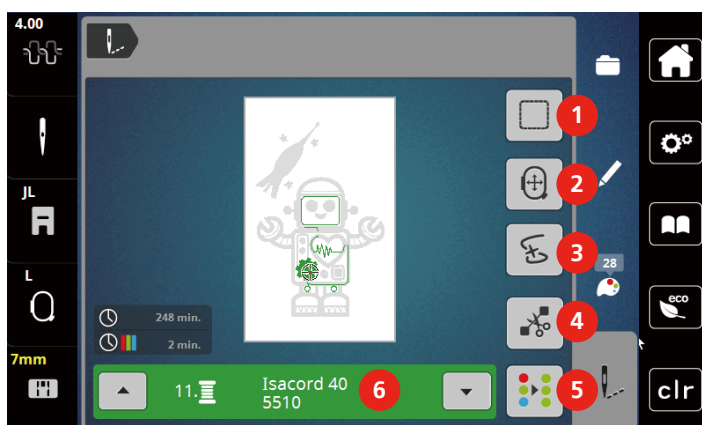 4.00
JL
L
7mm
1
2
3
28
4
5
6
248 min.
2 min.
11.
Isacord 40
5510
eco
clr